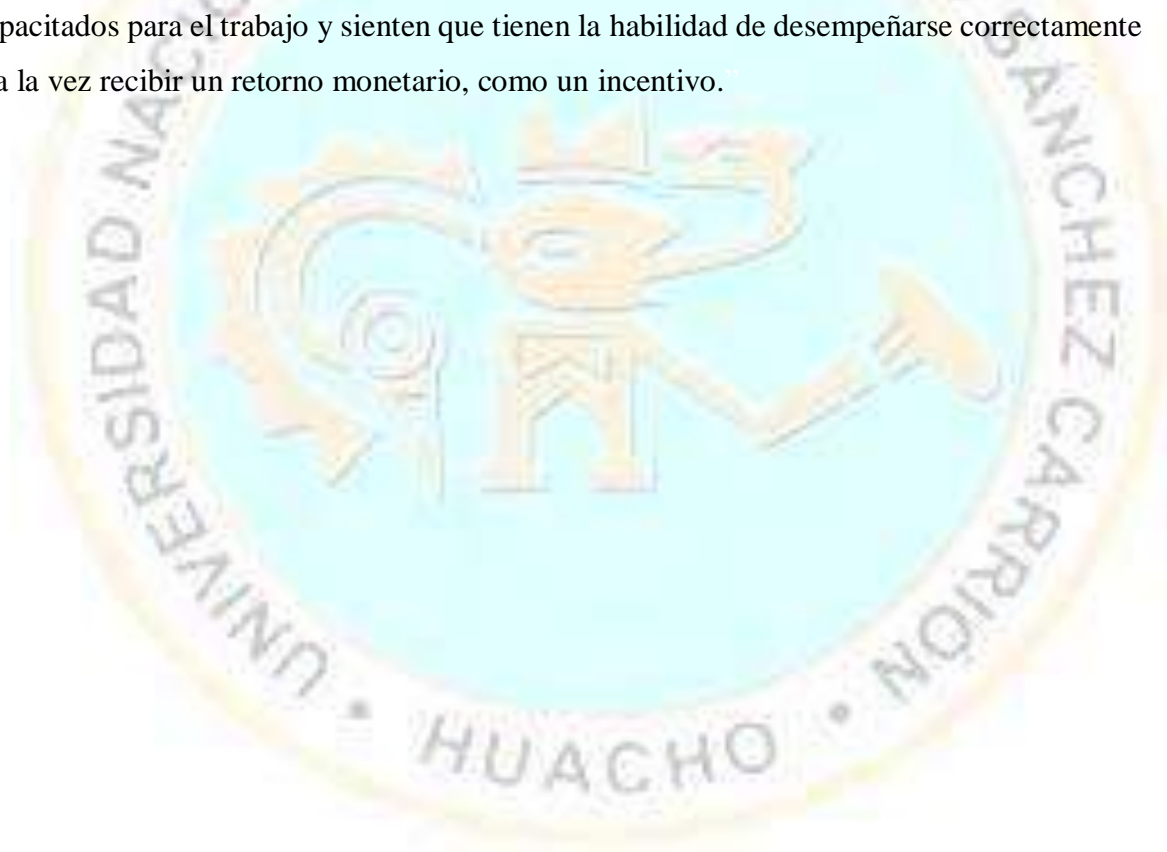 pacitados para el trabajo y sienten que tienen la habilidad de desempeñarse correctamente
a la vez recibir un retorno monetario, como un incentivo.
UNIVERSIDAD NAC
SÁNCHEZ CARRIÓN
• HUACHO •